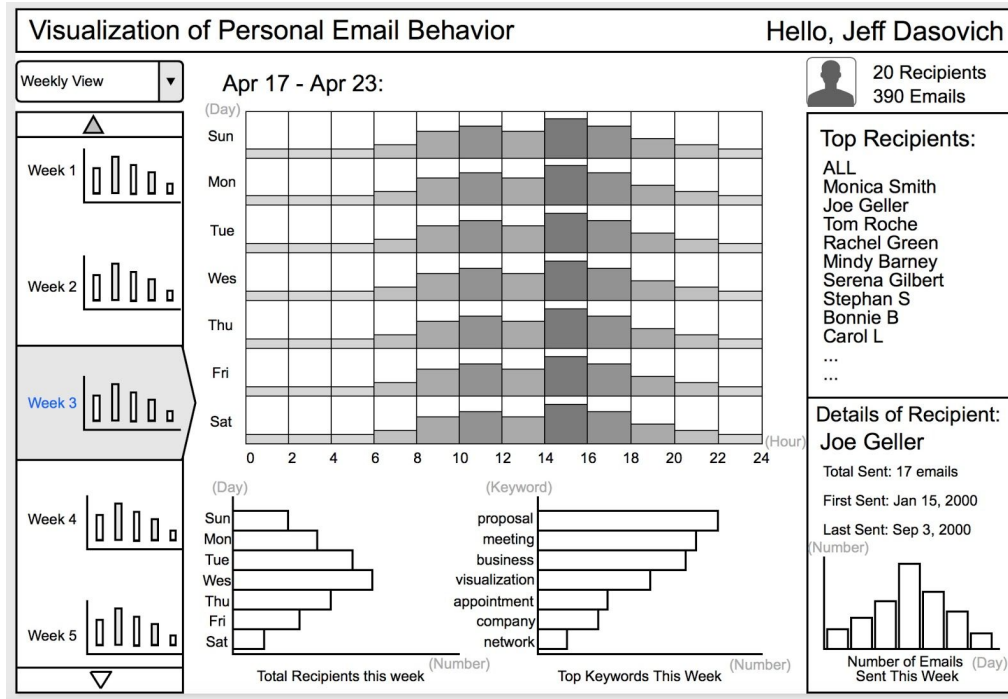 Visualization of Personal Email Behavior
Hello, Jeff Dasovich
Weekly View
Week 1
Week 2
Week 3
Week 4
Week 5
Apr 17 - Apr 23:
(Day)
Sun
Mon
Tue
Wes
Thu
Fri
Sat
0 2 4 6 8 10 12 14 16 18 20 22 24
(Hour)
(Day)
Sun
Mon
Tue
Wes
Thu
Fri
Sat
(Number)
Total Recipients this week
(Keyword)
proposal
meeting
business
visualization
appointment
company
network
(Number)
Top Keywords This Week
20 Recipients
390 Emails
Top Recipients:
ALL
Monica Smith
Joe Geller
Tom Roche
Rachel Green
Mindy Barney
Serena Gilbert
Stephan S
Bonnie B
Carol L
...
...
Details of Recipient:
Joe Geller
Total Sent: 17 emails
First Sent: Jan 15, 2000
Last Sent: Sep 3, 2000
(Number)
(Day)
Number of Emails
Sent This Week